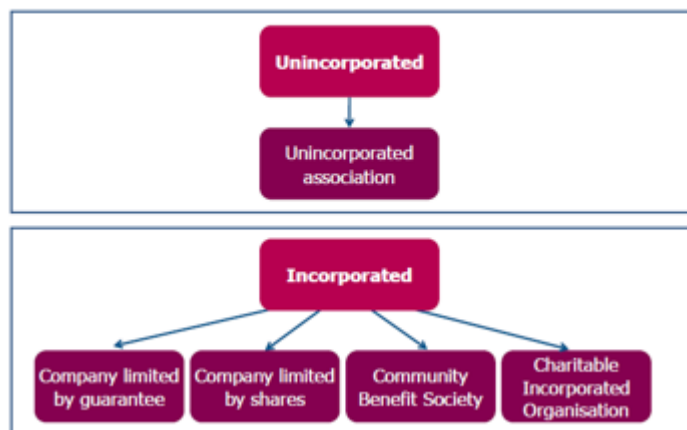 Unincorporated
Unincorporated
association
Incorporated
Company limited
by guarantee
Company limited
by shares
Community
Benefit Society
Charitable
Incorporated
Organisation